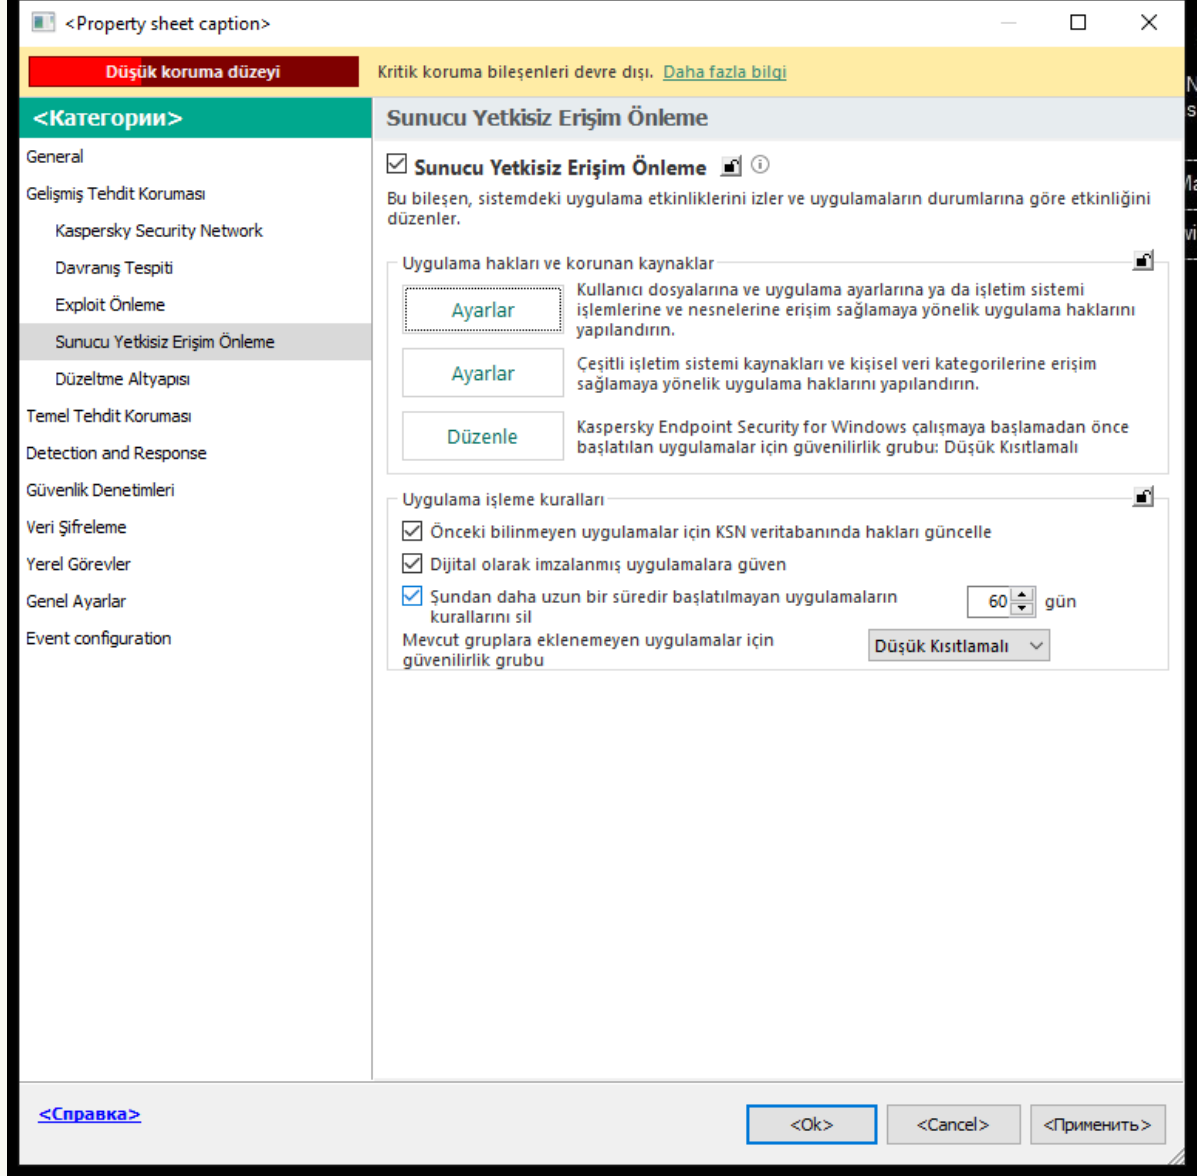 <Property sheet caption>
Düşük koruma düzeyi
Kritik koruma bileşenleri devre dışı. Daha fazla bilgi
<Категории>
General
Gelişmiş Tehdit Koruması
Kaspersky Security Network
Davranış Tespiti
Exploit Önleme
Sunucu Yetkisiz Erişim Önleme
Düzeltme Altyapısı
Temel Tehdit Koruması
Detection and Response
Güvenlik Denetimleri
Veri Şifreleme
Yerel Görevler
Genel Ayarlar
Event configuration
Sunucu Yetkisiz Erişim Önleme
Sunucu Yetkisiz Erişim Önleme
Bu bileşen, sistemdeki uygulama etkinliklerini izler ve uygulamaların durumlarına göre etkinliğini
düzenler.
Uygulama hakları ve korunan kaynaklar
Ayarlar
Kullanıcı dosyalarına ve uygulama ayarlarına ya da işletim sistemi
işlemlerine ve nesnelerine erişim sağlamaya yönelik uygulama haklarını
yapılandırın.
Ayarlar
Çeşitli işletim sistemi kaynakları ve kişisel veri kategorilerine erişim
sağlamaya yönelik uygulama haklarını yapılandırın.
Düzenle
Kaspersky Endpoint Security for Windows çalışmaya başlamadan önce
başlatılan uygulamalar için güvenilirlik grubu: Düşük Kısıtlamalı
Uygulama işleme kuralları
Önceki bilinmeyen uygulamalar için KSN veritabanında hakları güncelle
Dijital olarak imzalanmış uygulamalara güven
Şundan daha uzun bir süredir başlatılmayan uygulamaların
kurallarını sil
60 gün
Mevcut gruplara eklenemeyen uygulamalar için
güvenilirlik grubu
Düşük Kısıtlamalı
<Справка>
<Ok>
<Cancel>
<Применить>